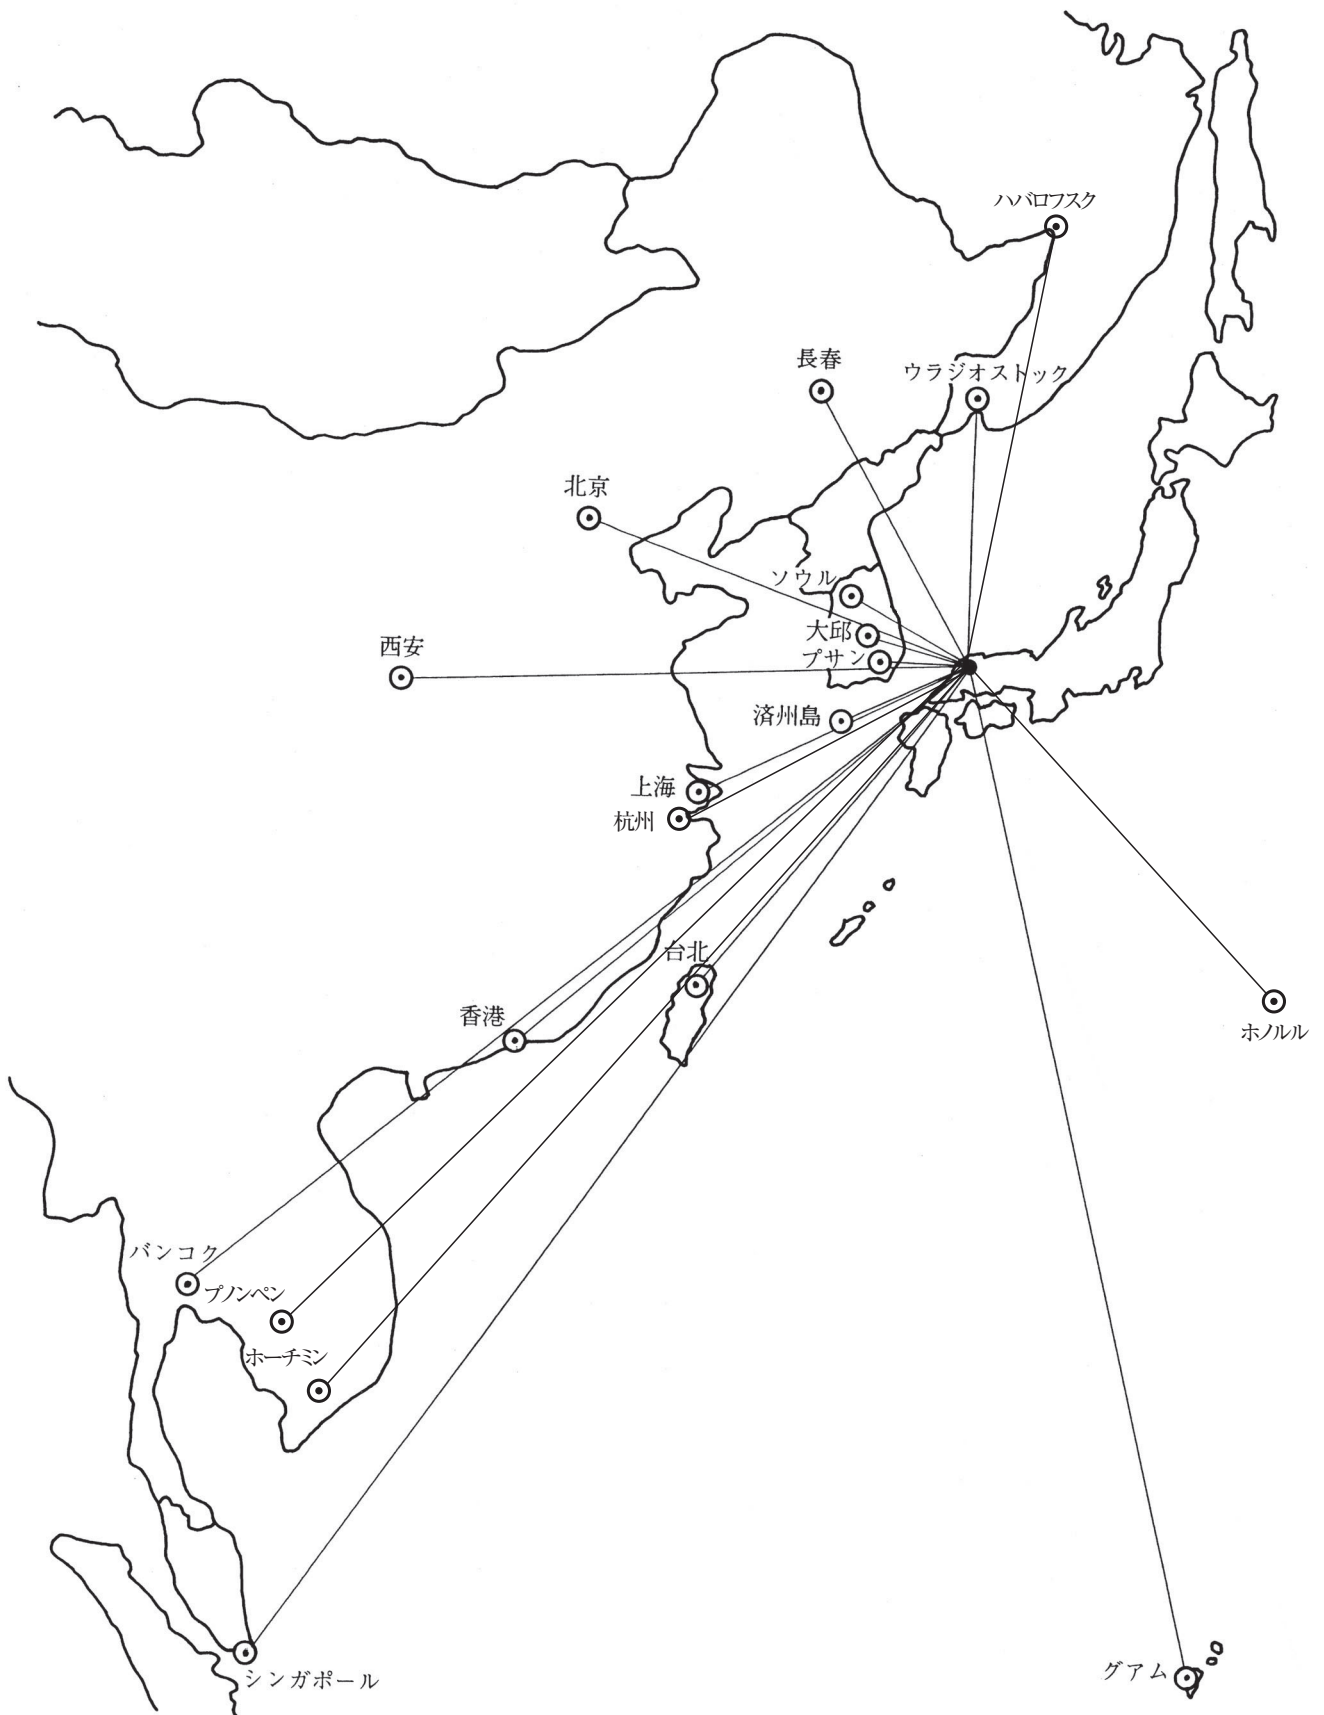 ハバロフスク
長春
ウラジオストック
北京
ソウル
大邱
プサン
西安
済州島
上海
杭州
台北
香港
ホノルル
バンコク
プノンペン
ホーチミン
シンガポール
グアム